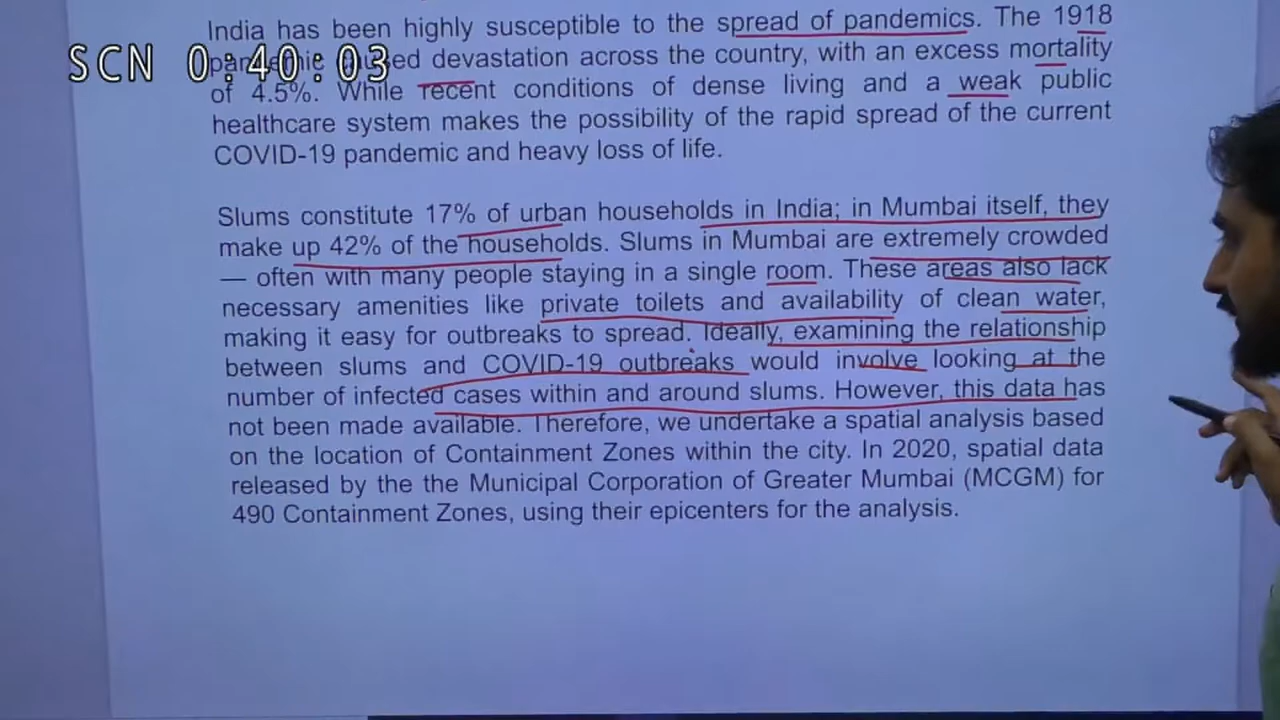 India has been highly susceptible to the spread of pandemics. The 1918
SCN 0:40:03
devastation across the country, with an excess mortality
of 4.5%. While recent conditions of dense living and a weak public
healthcare system makes the possibility of the rapid spread of the current
COVID-19 pandemic and heavy loss of life.
Slums constitute 17% of urban households in India; in Mumbai itself, they
make up 42% of the households. Slums in Mumbai are extremely crowded
— often with many people staying in a single room. These areas also lack
necessary amenities like private toilets and availability of clean water,
making it easy for outbreaks to spread. Ideally, examining the relationship
between slums and COVID-19 outbreaks would involve looking at the
number of infected cases within and around slums. However, this data has
not been made available. Therefore, we undertake a spatial analysis based
on the location of Containment Zones within the city. In 2020, spatial data
released by the the Municipal Corporation of Greater Mumbai (MCGM) for
490 Containment Zones, using their epicenters for the analysis.